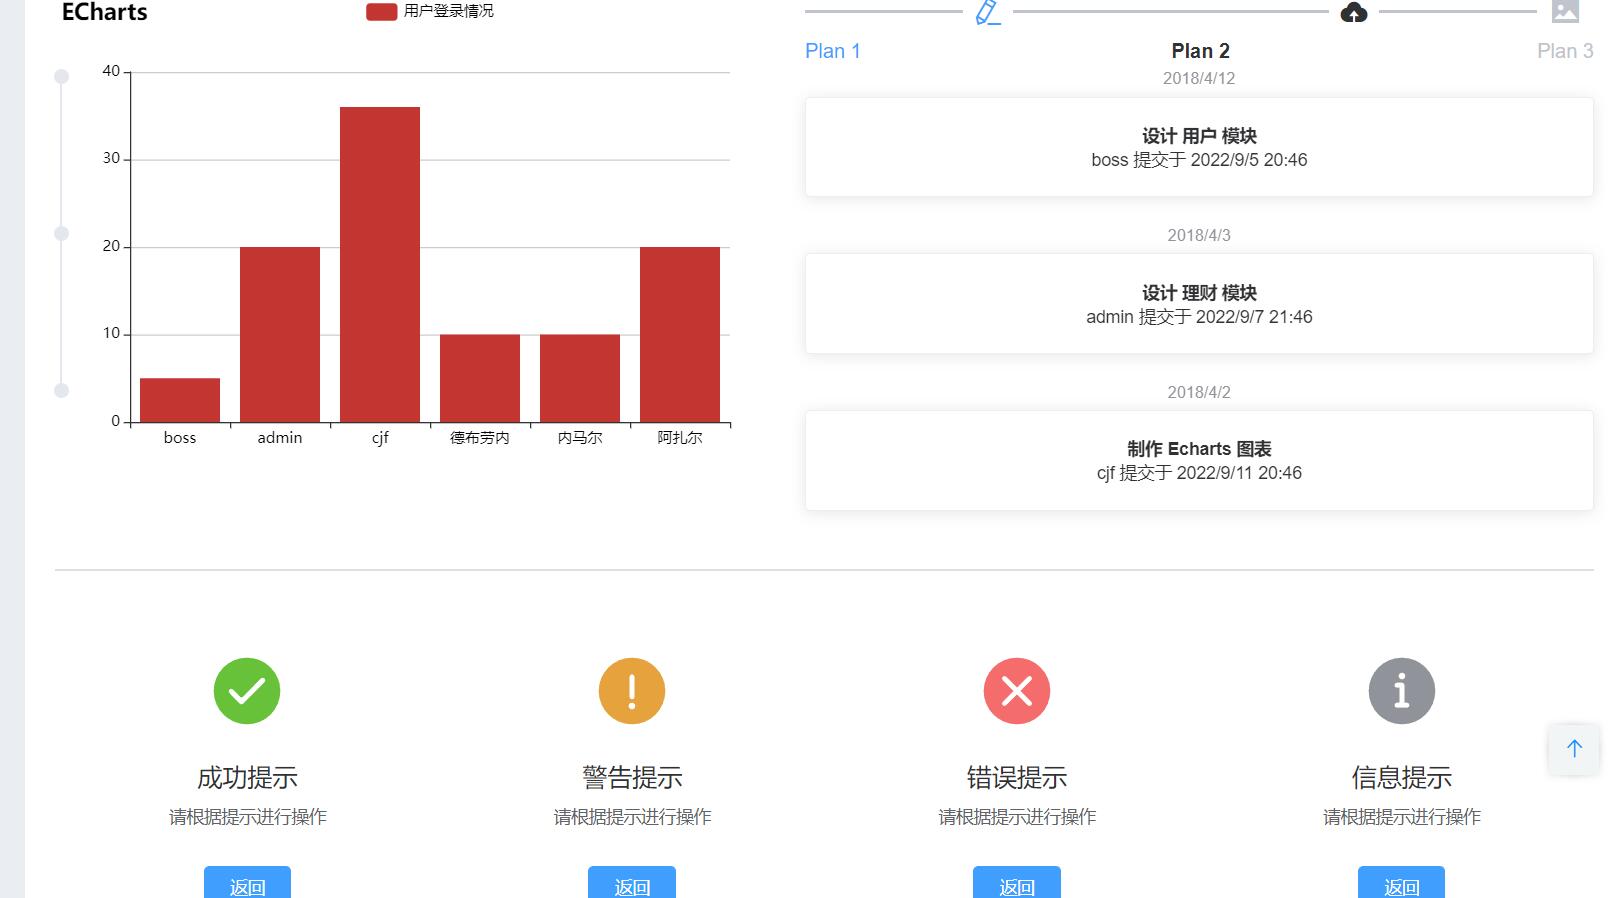 ECharts
用户登录情况
40
30
20
10
0
boss
admin
cjf
德布劳内
内马尔
阿扎尔
Plan 1
Plan 2
Plan 3
2018/4/12
设计 用户 模块
boss 提交于 2022/9/5 20:46
2018/4/3
设计 理财 模块
admin 提交于 2022/9/7 21:46
2018/4/2
制作 Echarts 图表
cjf 提交于 2022/9/11 20:46
成功提示
请根据提示进行操作
返回
警告提示
请根据提示进行操作
返回
错误提示
请根据提示进行操作
返回
信息提示
请根据提示进行操作
返回